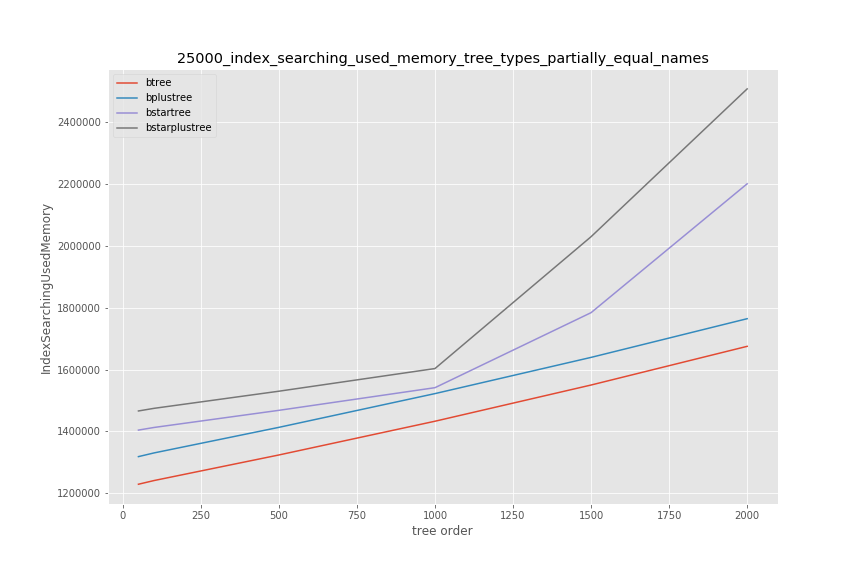 25000_index_searching_used_memory_tree_types_partially_equal_names
btree
bplustree
bstartree
bstarplustree
2400000
2200000
2000000
1800000
1600000
1400000
1200000
IndexSearchingUsedMemory
0
250
500
750
1000
1250
1500
1750
2000
tree order